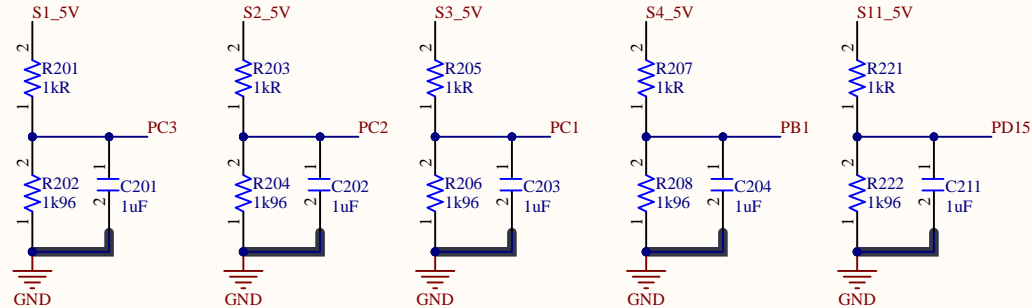 S1_5V
2
R201
1kR
1
PC3
2
R202
1k96
1
1
C201
2
1uF
GND
S2_5V
2
R203
1kR
1
PC2
2
R204
1k96
1
1
C202
2
1uF
GND
S3_5V
2
R205
1kR
1
PC1
2
R206
1k96
1
1
C203
2
1uF
GND
S4_5V
2
R207
1kR
1
PB1
2
R208
1k96
1
1
C204
2
1uF
GND
S11_5V
2
R221
1kR
1
PD15
2
R222
1k96
1
1
C211
2
1uF
GND